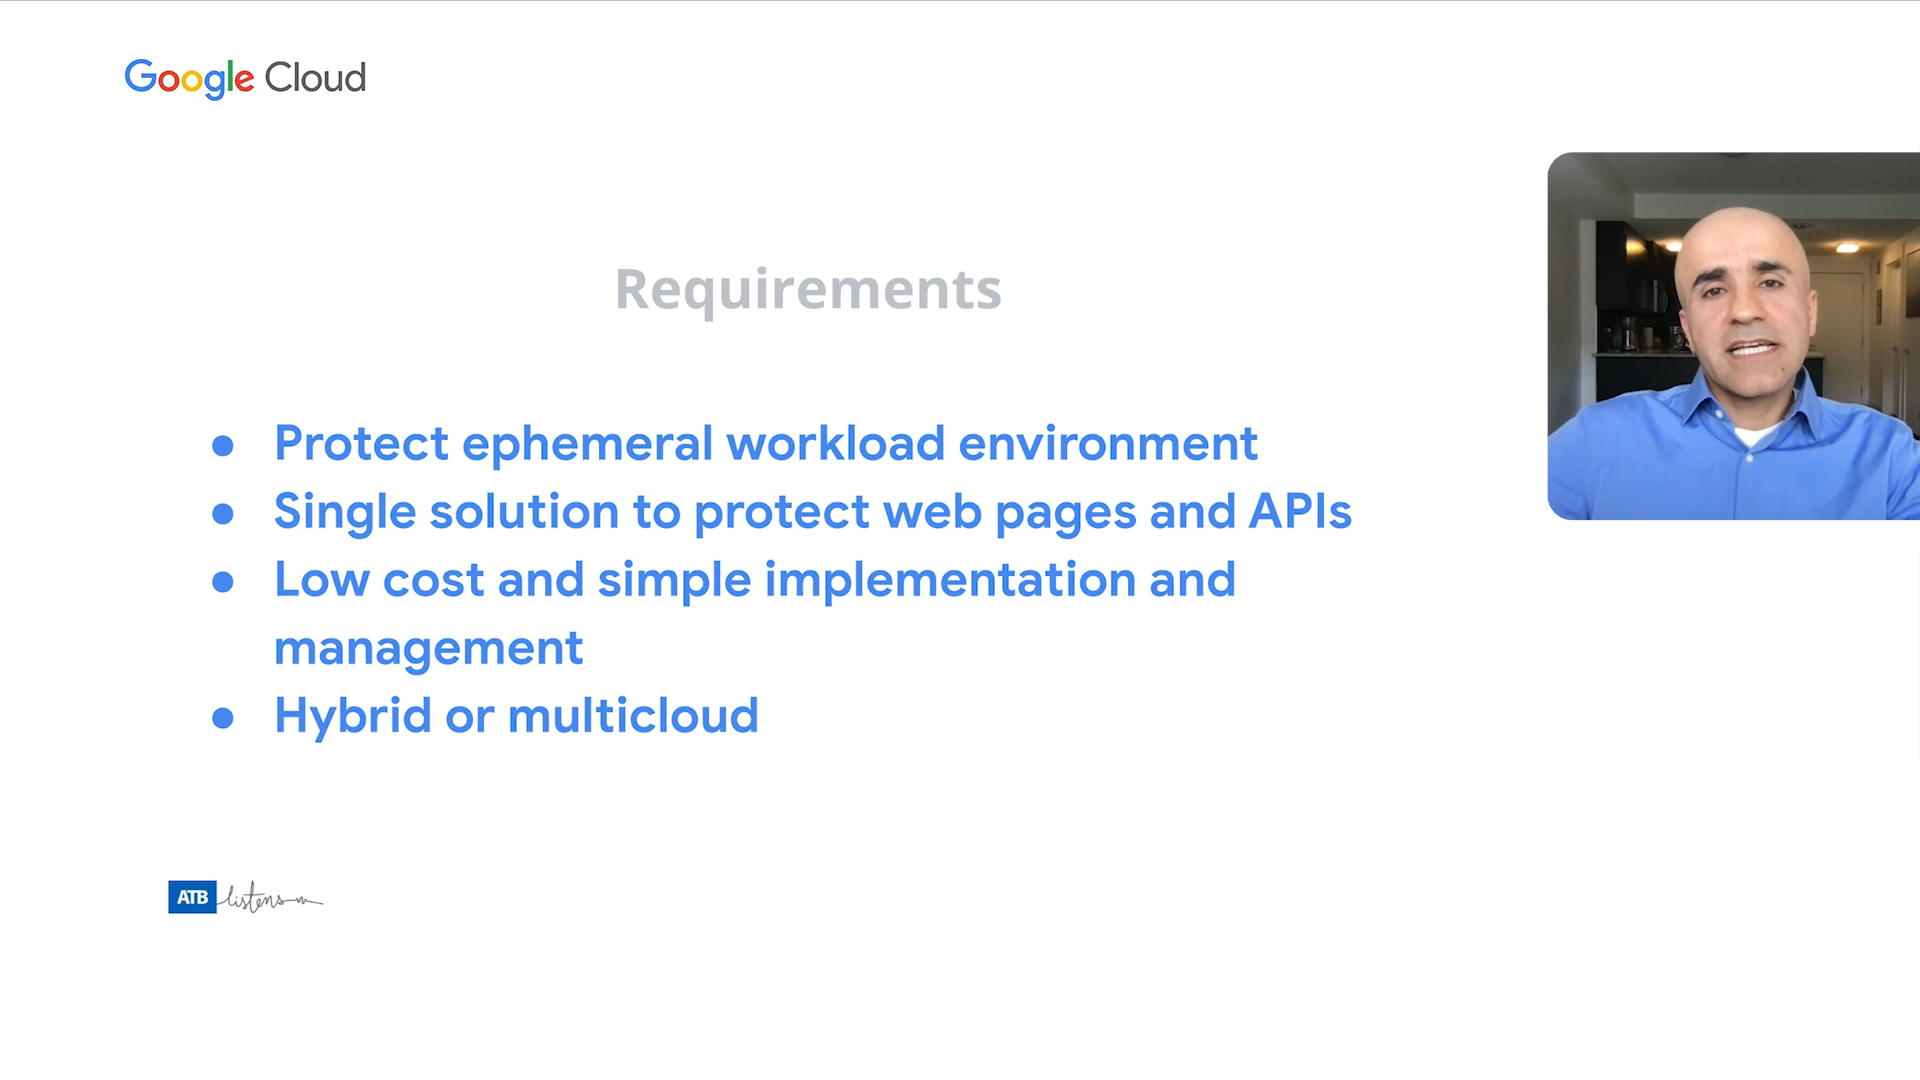 Google Cloud
Requirements
● Protect ephemeral workload environment
● Single solution to protect web pages and APIs
● Low cost and simple implementation and
management
● Hybrid or multicloud
ATB listens